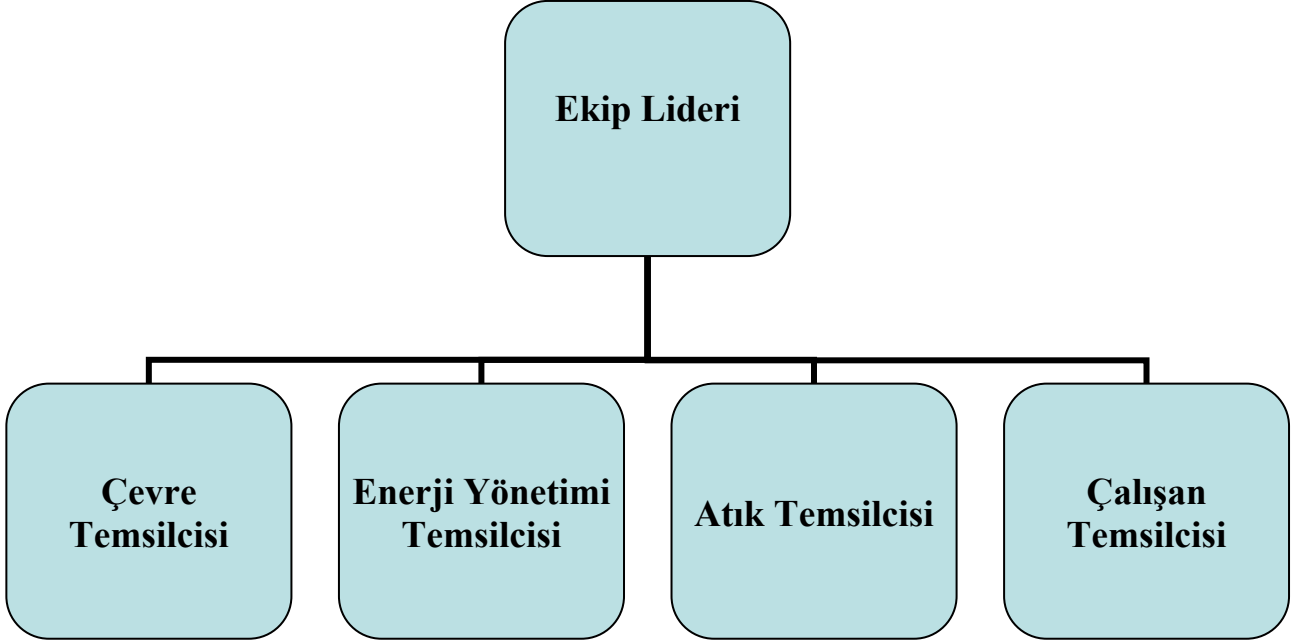 Ekip Lideri
Çevre
Temsilcisi
Enerji Yönetimi
Temsilcisi
Atık Temsilcisi
Çalışan
Temsilcisi